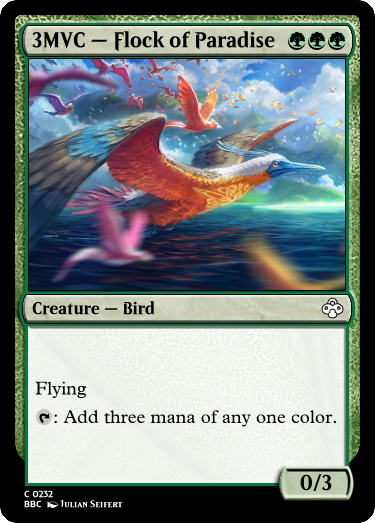 3MVC — Flock of Paradise
Creature — Bird
Flying
: Add three mana of any one color.
0/3
C 0232
BBC Julian Seifert